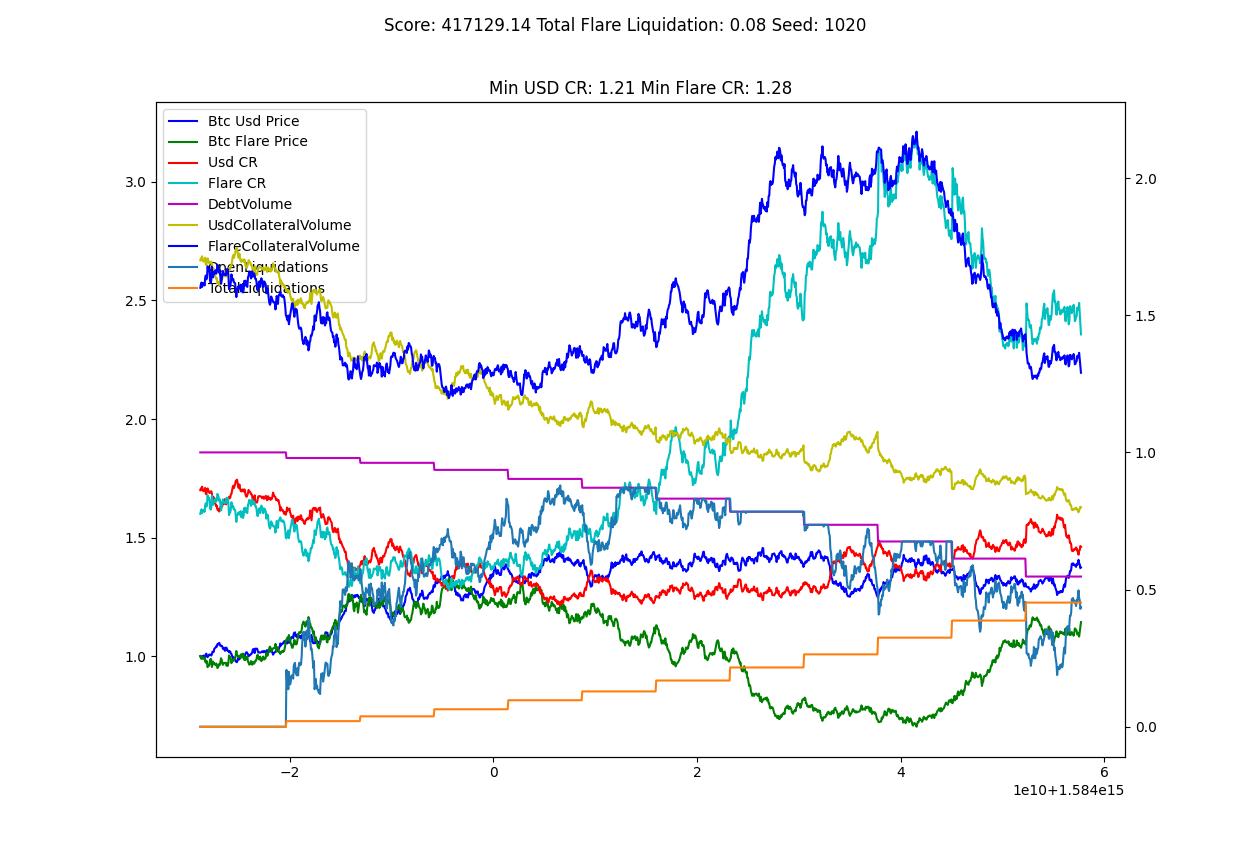 Score: 417129.14 Total Flare Liquidation: 0.08 Seed: 1020
Min USD CR: 1.21 Min Flare CR: 1.28
Btc Usd Price
Btc Flare Price
Usd CR
Flare CR
DebtVolume
UsdCollateralVolume
FlareCollateralVolume
OpenLiquidations
TotalLiquidations
3.0
2.5
2.0
1.5
1.0
2.0
1.5
1.0
0.5
0.0
−2
0
2
4
6
1e10+1.584e15